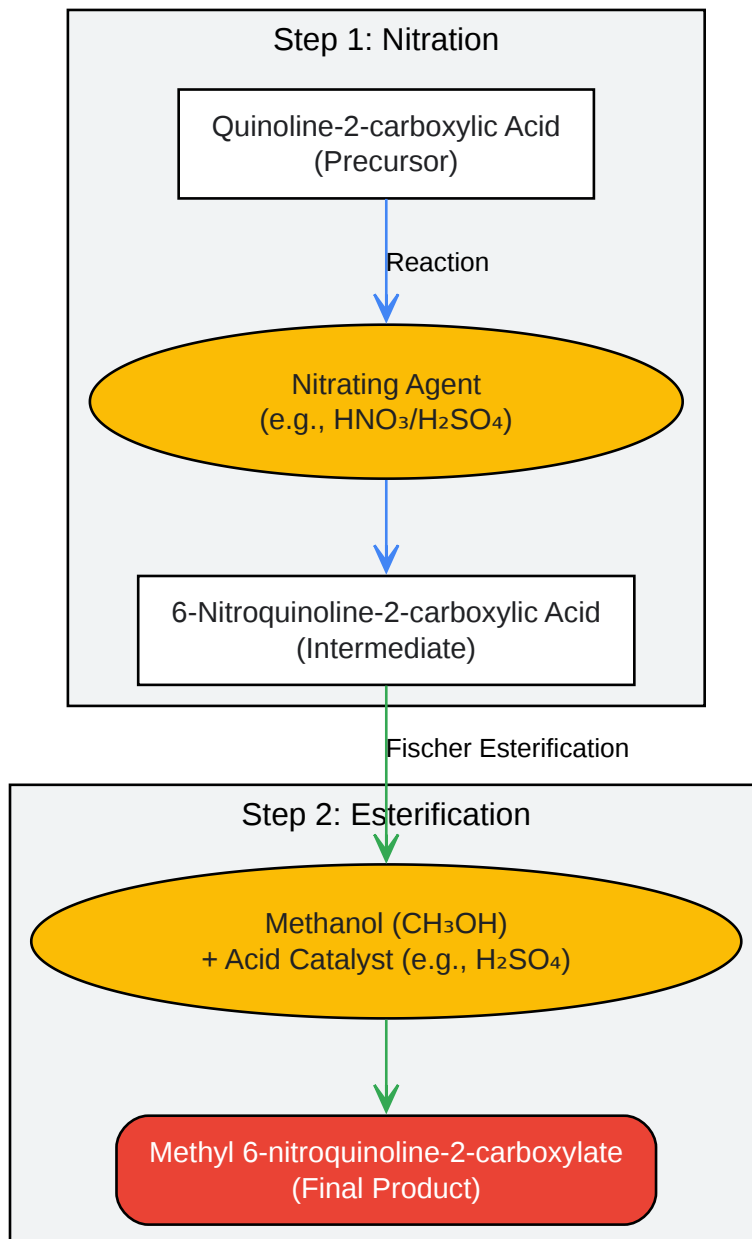 Step 1: Nitration
Quinoline-2-carboxylic Acid
(Precursor)
Reaction
Nitrating Agent
(e.g., HNO₃/H₂SO₄)
6-Nitroquinoline-2-carboxylic Acid
(Intermediate)
Fischer Esterification
Step 2: Esterification
Methanol (CH₃OH)
+ Acid Catalyst (e.g., H₂SO₄)
Methyl 6-nitroquinoline-2-carboxylate
(Final Product)